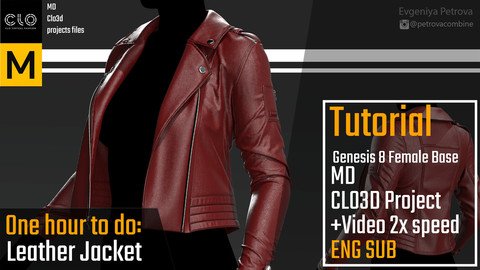 CLO
MD
Clo3d
projects files
Evgeniya Petrova
@petrovacombine
M
Tutorial
Genesis 8 Female Base
MD
CLO3D Project
+Video 2x speed
ENG SUB
One hour to do:
Leather Jacket